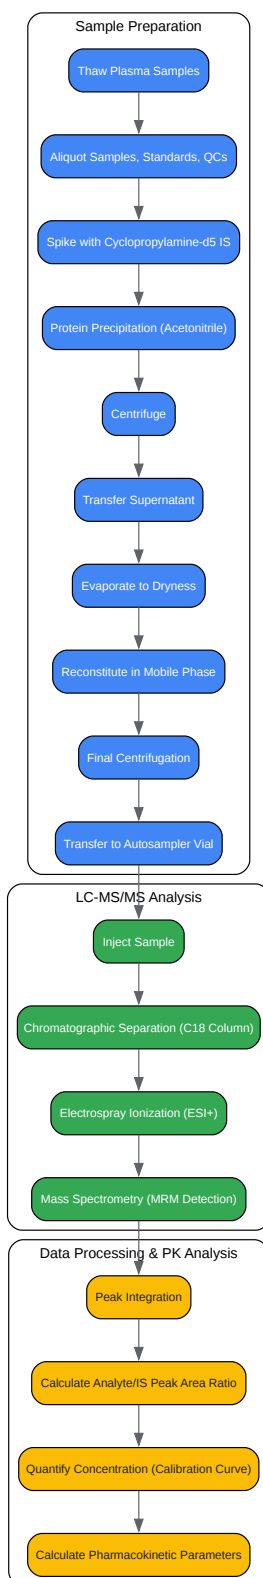 Sample Preparation
Thaw Plasma Samples
Aliquot Samples, Standards, QCs
Spike with Cyclopropylamine-d5 IS
Protein Precipitation (Acetonitrile)
Centrifuge
Transfer Supernatant
Evaporate to Dryness
Reconstitute in Mobile Phase
Final Centrifugation
Transfer to Autosampler Vial
LC-MS/MS Analysis
Inject Sample
Chromatographic Separation (C18 Column)
Electrospray Ionization (ESI+)
Mass Spectrometry (MRM Detection)
Data Processing & PK Analysis
Peak Integration
Calculate Analyte/IS Peak Area Ratio
Quantify Concentration (Calibration Curve)
Calculate Pharmacokinetic Parameters